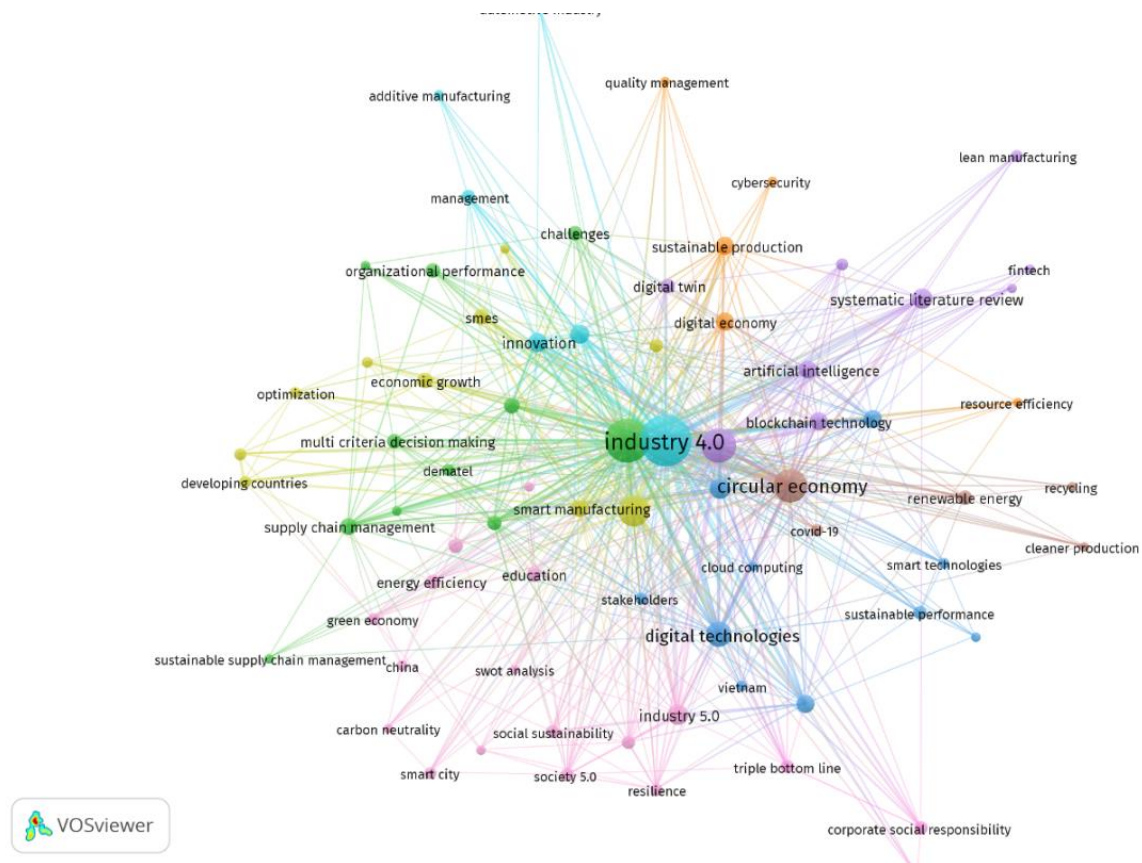 additive manufacturing
quality management
lean manufacturing
cybersecurity
management
challenges
sustainable production
organizational performance
fintech
digital twin
systematic literature review
smes
digital economy
innovation
artificial intelligence
economic growth
optimization
resource efficiency
blockchain technology
industry 4.0
multi criteria decision making
dematel
developing countries
circular economy
recycling
renewable energy
smart manufacturing
supply chain management
covid-19
cleaner production
cloud computing
smart technologies
energy efficiency
education
stakeholders
sustainable performance
green economy
digital technologies
sustainable supply chain management
china
swot analysis
vietnam
industry 5.0
carbon neutrality
social sustainability
triple bottom line
smart city
society 5.0
resilience
VOSviewer
corporate social responsibility